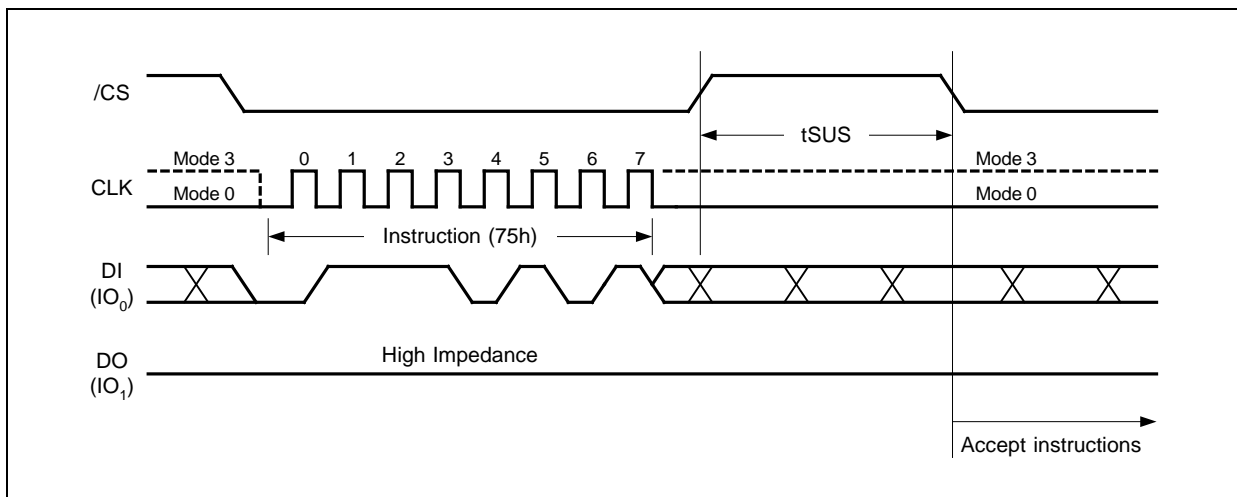 /CS
tSUS
Mode 3 0 1 2 3 4 5 6 7 Mode 3
CLK
Mode 0 Mode 0
Instruction (75h)
DI
(IO0)
High Impedance
DO
(IO1)
Accept instructions